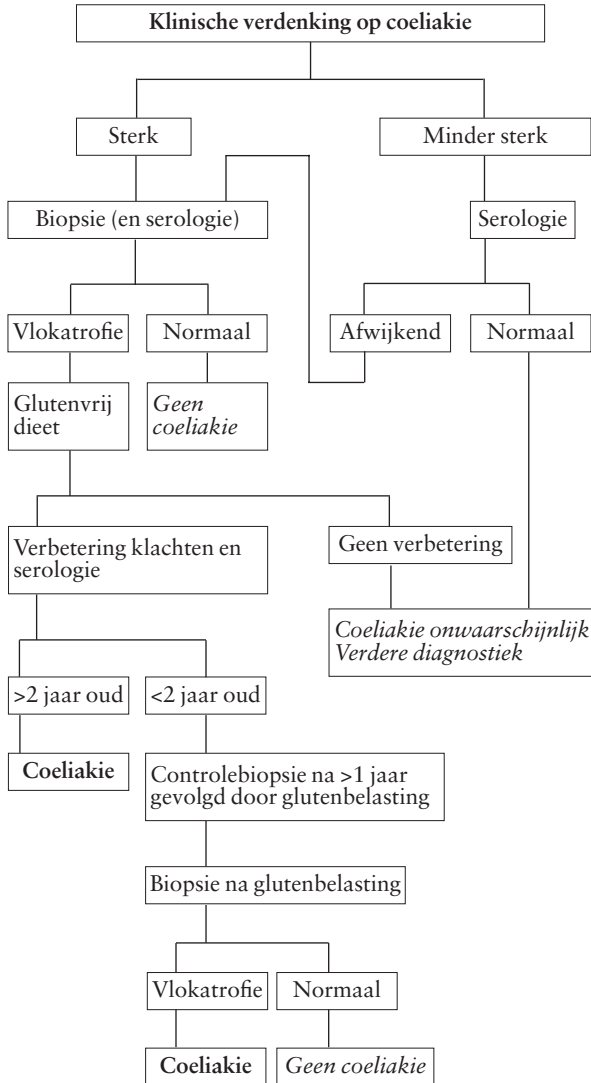 Klinische verdenking op coeliakie
Sterk
Minder sterk
Biopsie (en serologie)
Serologie
Vlokatrofie
Normaal
Afwijkend
Normaal
Glutenvrij
dieet
Geen
coeliakie
Verbetering klachten en
serologie
Geen verbetering
Coeliakie onwaarschijnlijk
Verdere diagnostiek
>2 jaar oud
<2 jaar oud
Coeliakie
Controlebiopsie na >1 jaar
gevolgd door glutenbelasting
Biopsie na glutenbelasting
Vlokatrofie
Normaal
Coeliakie
Geen coeliakie